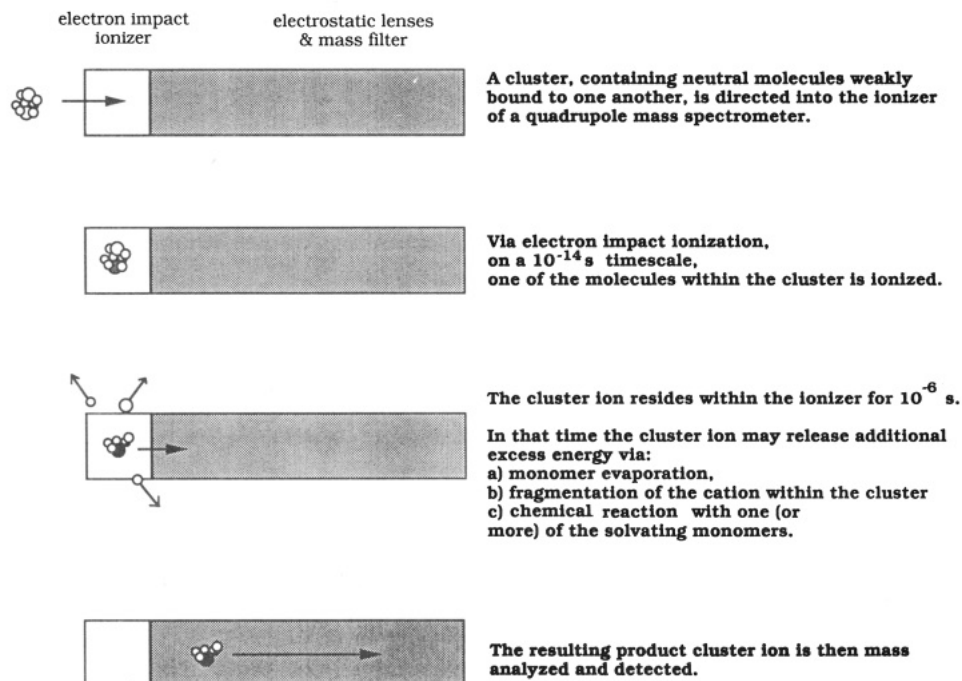 electron impact
ionizer
electrostatic lenses
& mass filter
A cluster, containing neutral molecules weakly
bound to one another, is directed into the ionizer
of a quadrupole mass spectrometer.
Via electron impact ionization,
on a 10⁻¹⁴ s timescale,
one of the molecules within the cluster is ionized.
The cluster ion resides within the ionizer for 10⁻⁶ s.
In that time the cluster ion may release additional
excess energy via:
a) monomer evaporation,
b) fragmentation of the cation within the cluster
c) chemical reaction with one (or
more) of the solvating monomers.
The resulting product cluster ion is then mass
analyzed and detected.